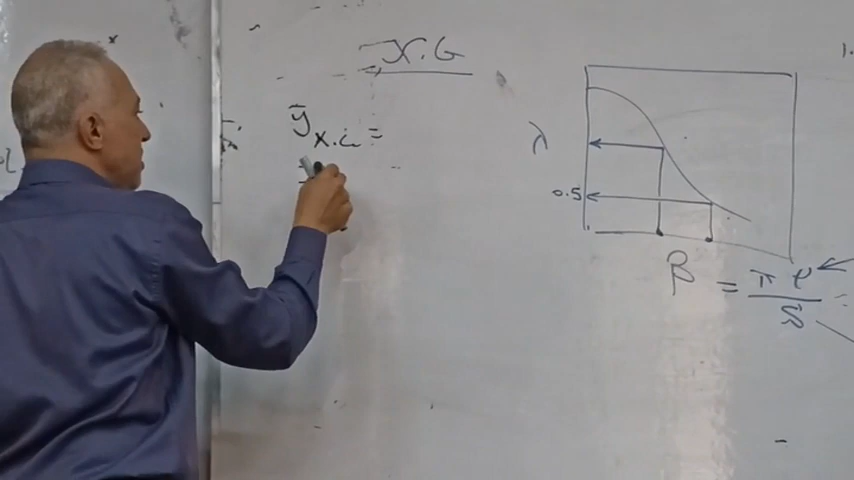 X.G
ȳ x.G =
λ
0.5
β = π e / S =